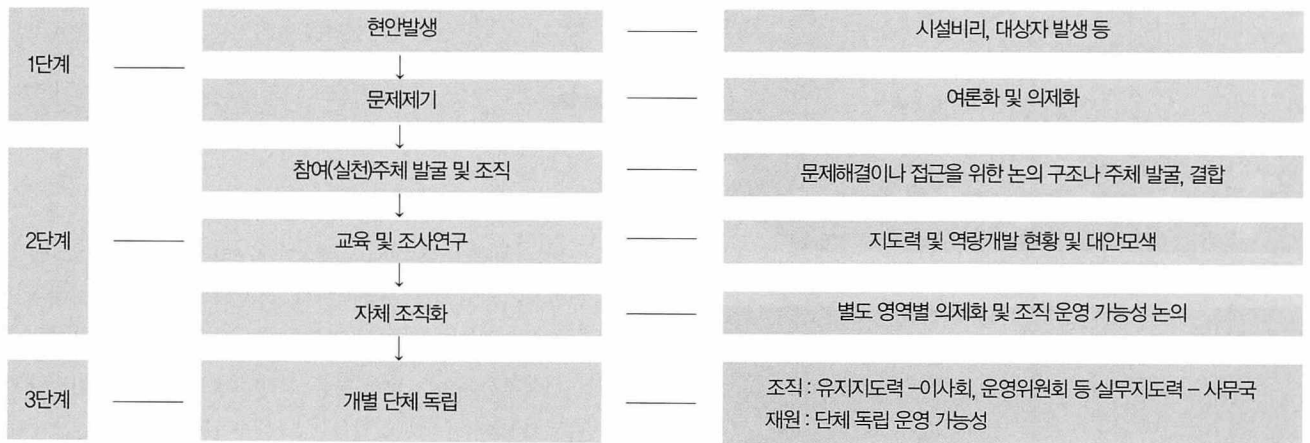 1단계
현안발생
시설비리, 대상자 발생 등
문제제기
여론화 및 의제화
2단계
참여(실천)주체 발굴 및 조직
문제해결이나 접근을 위한 논의 구조나 주체 발굴, 결합
교육 및 조사연구
지도력 및 역량개발 현황 및 대안모색
자체 조직화
별도 영역별 의제화 및 조직 운영 가능성 논의
3단계
개별 단체 독립
조직 : 유지지도력 –이사회, 운영위원회 등 실무지도력 – 사무국
재원 : 단체 독립 운영 가능성